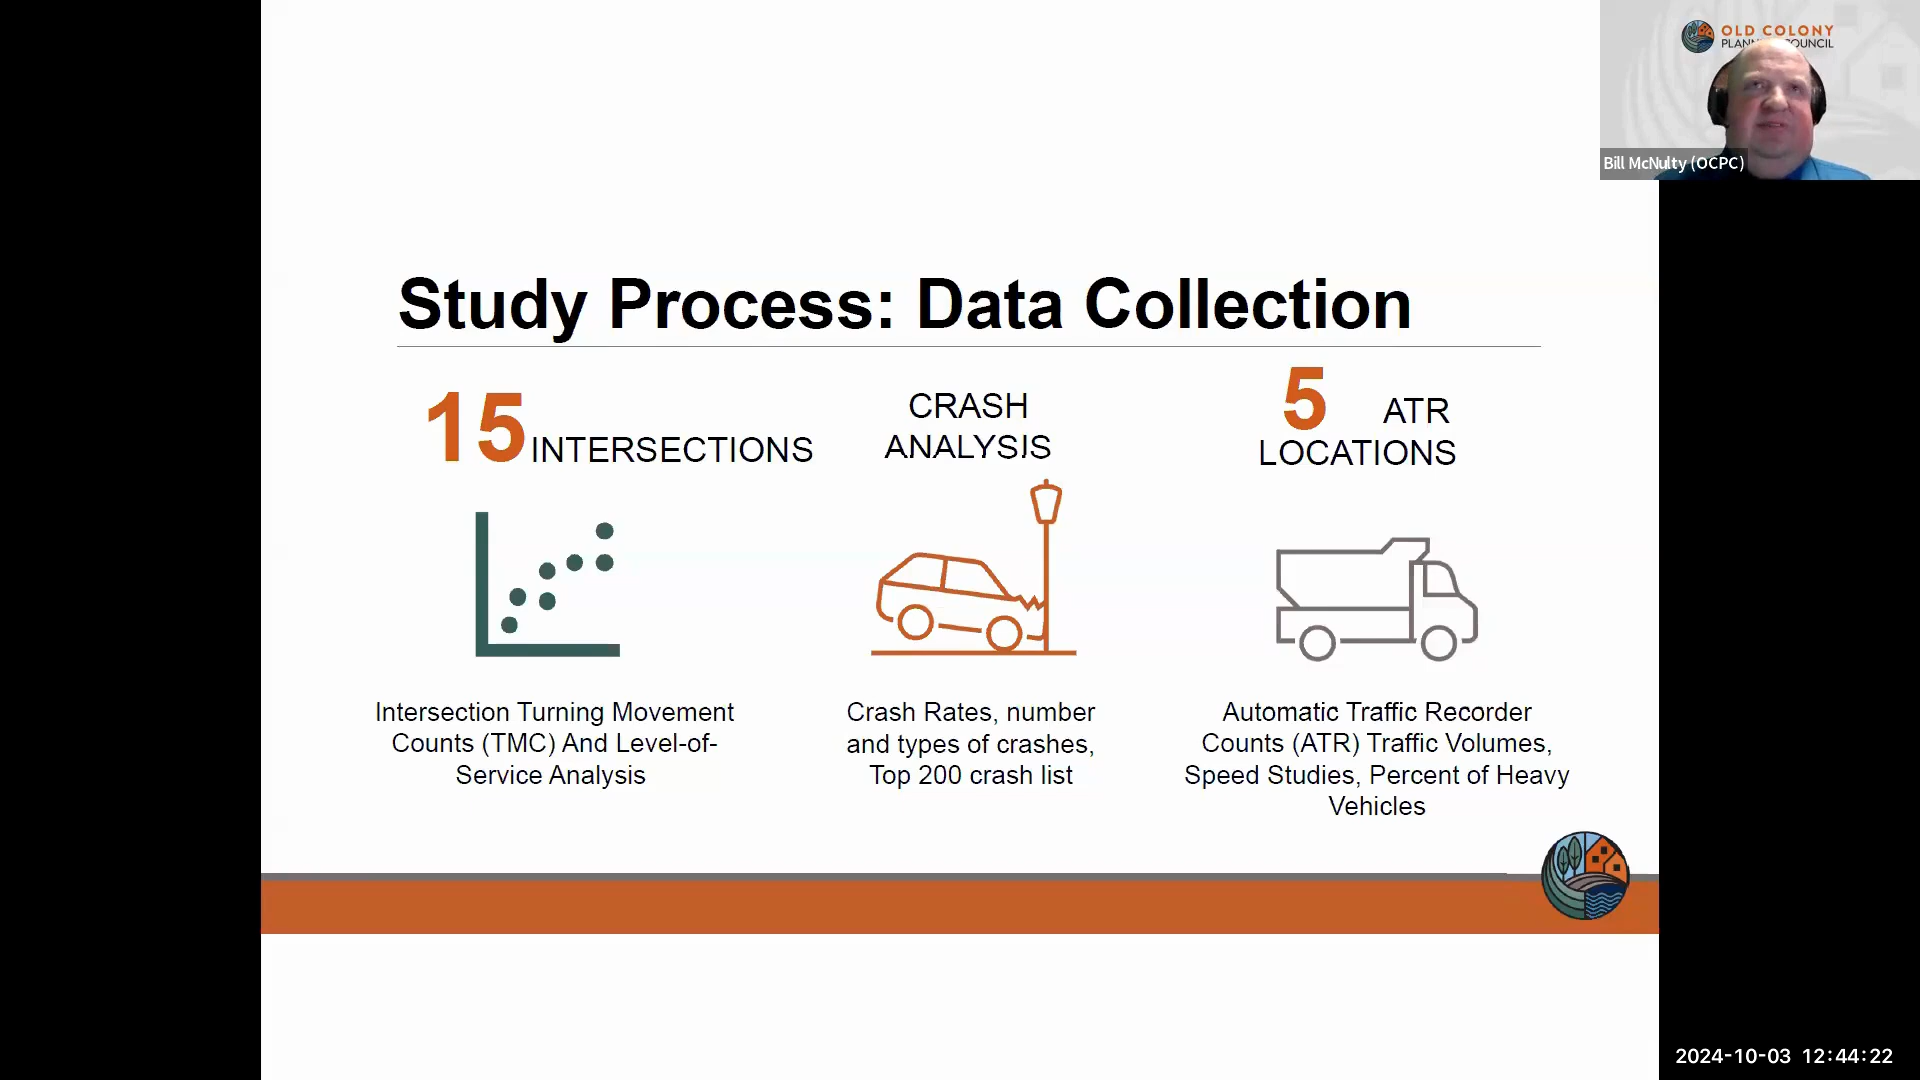 OLD COLONY
COUNCIL
Bill McNulty (OCPC)
Study Process: Data Collection
15 INTERSECTIONS
CRASH
ANALYSIS
5 ATR
LOCATIONS
Intersection Turning Movement
Counts (TMC) And Level-of-
Service Analysis
Crash Rates, number
and types of crashes,
Top 200 crash list
Automatic Traffic Recorder
Counts (ATR) Traffic Volumes,
Speed Studies, Percent of Heavy
Vehicles
2024-10-03 12:44:22